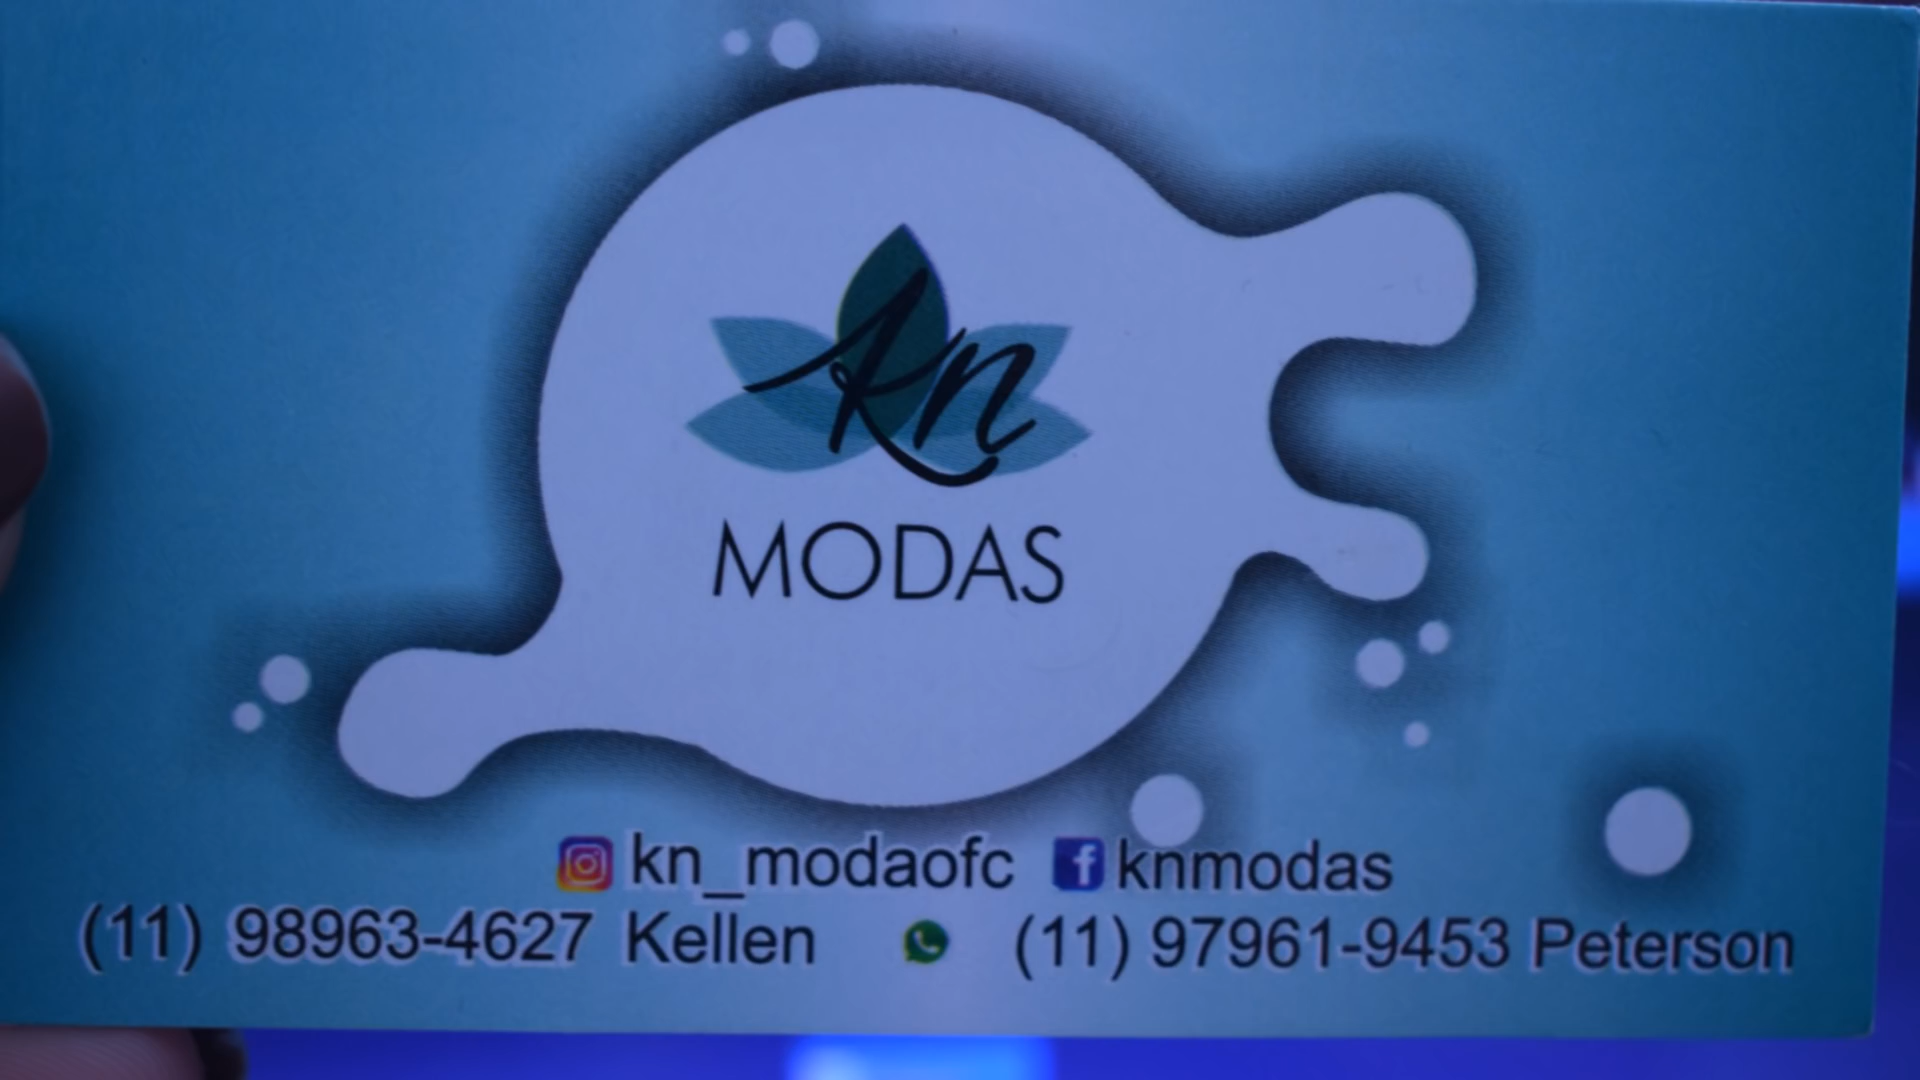 kn
MODAS
kn_modaofc knmodas
(11) 98963-4627 Kellen (11) 97961-9453 Peterson